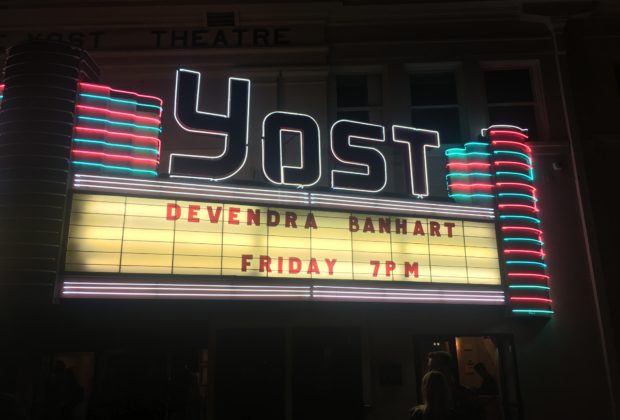 YOST THEATRE
YOST
DEVENDRA BANHART
FRIDAY 7PM